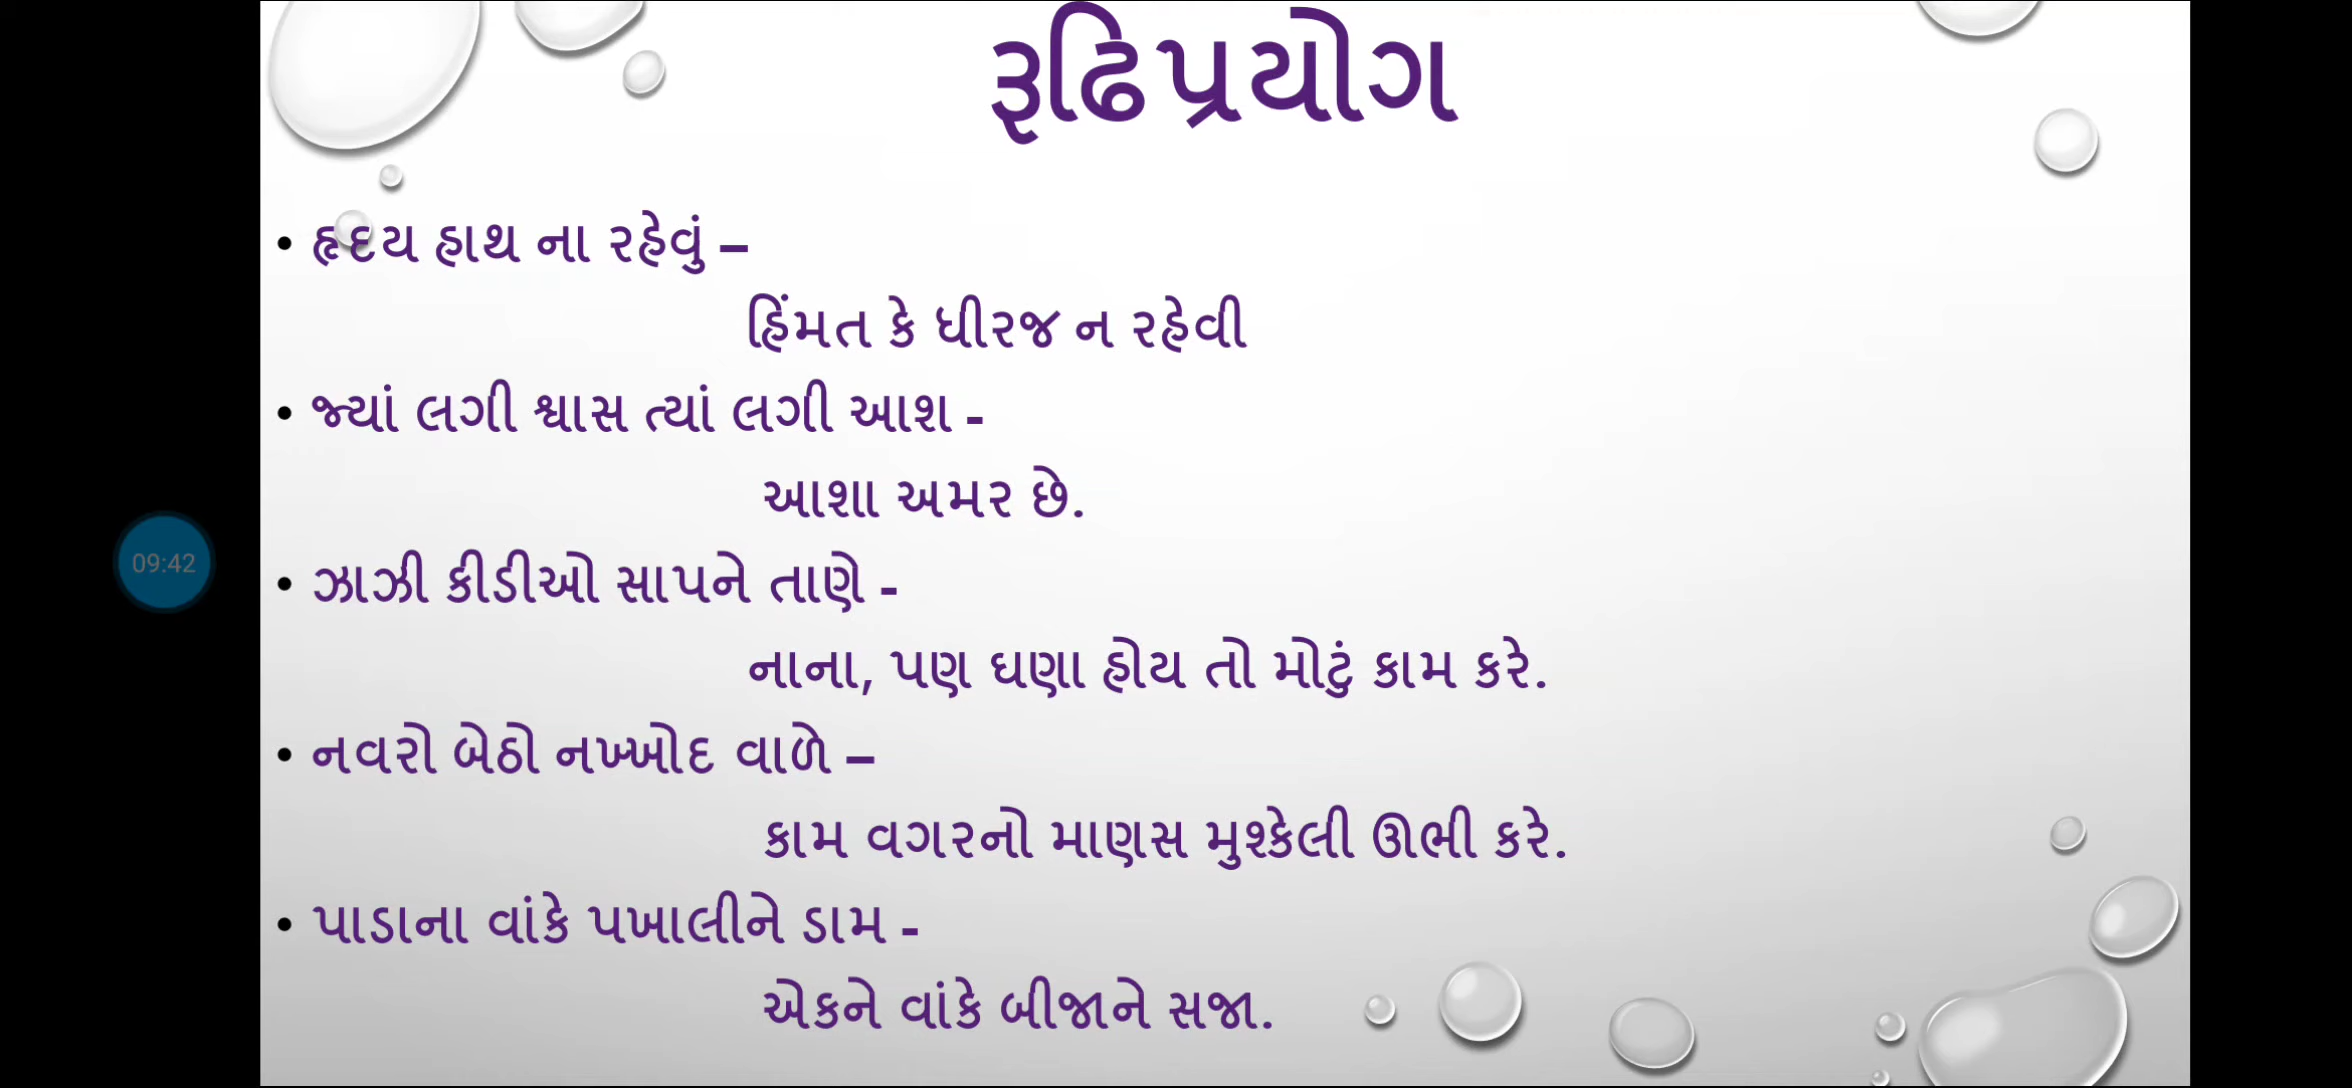 રૂઢિપ્રયોગ
• હૃદય હાથ ના રહેવું –
હિંમત કે ધીરજ ન રહેવી
• જ્યાં લગી શ્વાસ ત્યાં લગી આશ -
આશા અમર છે.
• ઝાઝી કીડીઓ સાપને તાણે -
નાના, પણ ઘણા હોય તો મોટું કામ કરે.
• નવરો બેઠો નખ્ખોદ વાળે –
કામ વગરનો માણસ મુશ્કેલી ઊભી કરે.
• પાડાના વાંકે પખાલીને ડામ -
એકને વાંકે બીજાને સજા.
09:42